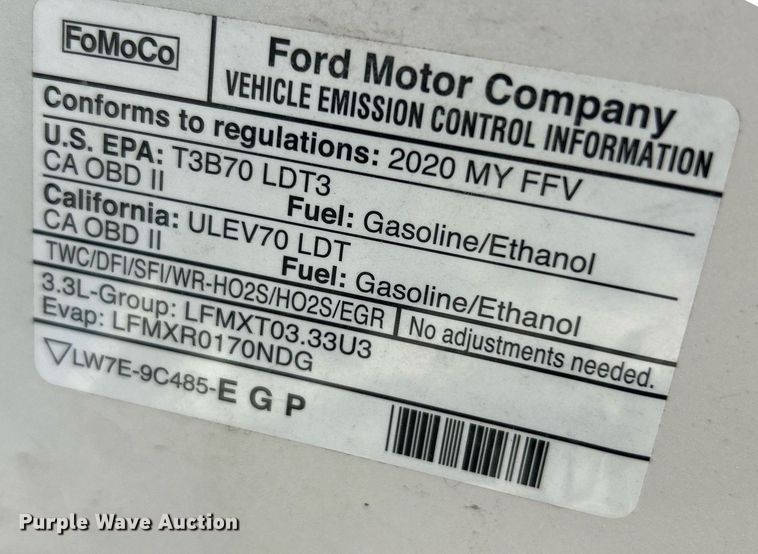 FoMoCo
Ford Motor Company
VEHICLE EMISSION CONTROL INFORMATION
Conforms to regulations: 2020 MY FFV
U.S. EPA: T3B70 LDT3
CA OBD II Fuel: Gasoline/Ethanol
California: ULEV70 LDT
CA OBD II Fuel: Gasoline/Ethanol
TWC/DFI/SFI/WR-HO2S/HO2S/EGR No adjustments needed.
3.3L-Group: LFMXT03.33U3
Evap: LFMXR0170NDG
LW7E-9C485-E G P
Purple Wave Auction